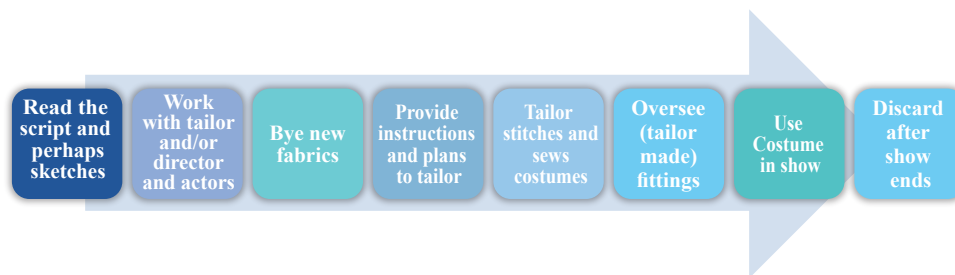 Read the
script and
perhaps
sketches
Work
with tailor
and/or
director
and actors
Bye new
fabrics
Provide
instructions
and plans
to tailor
Tailor
stitches and
sews
costumes
Oversee
(tailor
made)
fittings
Use
Costume
in show
Discard
after
show
ends